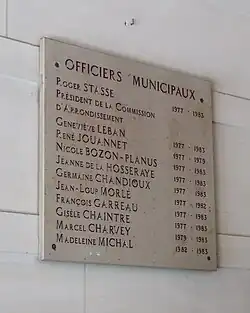 OFFICIERS MUNICIPAUX
ROGER STASSE
PRÉSIDENT DE LA COMMISSION
D'ARRONDISSEMENT 1977 - 1983
GENEVIÈVE LEBAN 1977 - 1983
RENÉ JOUANNET 1977 - 1979
NICOLE BOZON-PLANUS 1977 - 1983
JEANNE DE LA HOSSERAYE 1977 - 1983
GERMAINE CHANDIOUX 1977 - 1983
JEAN-LOUP MORLÉ 1977 - 1982
FRANÇOIS GARREAU 1977 - 1983
GISÈLE CHAINTRE 1977 - 1983
MARCEL CHARVEY 1979 - 1983
MADELEINE MICHAL 1982 - 1983